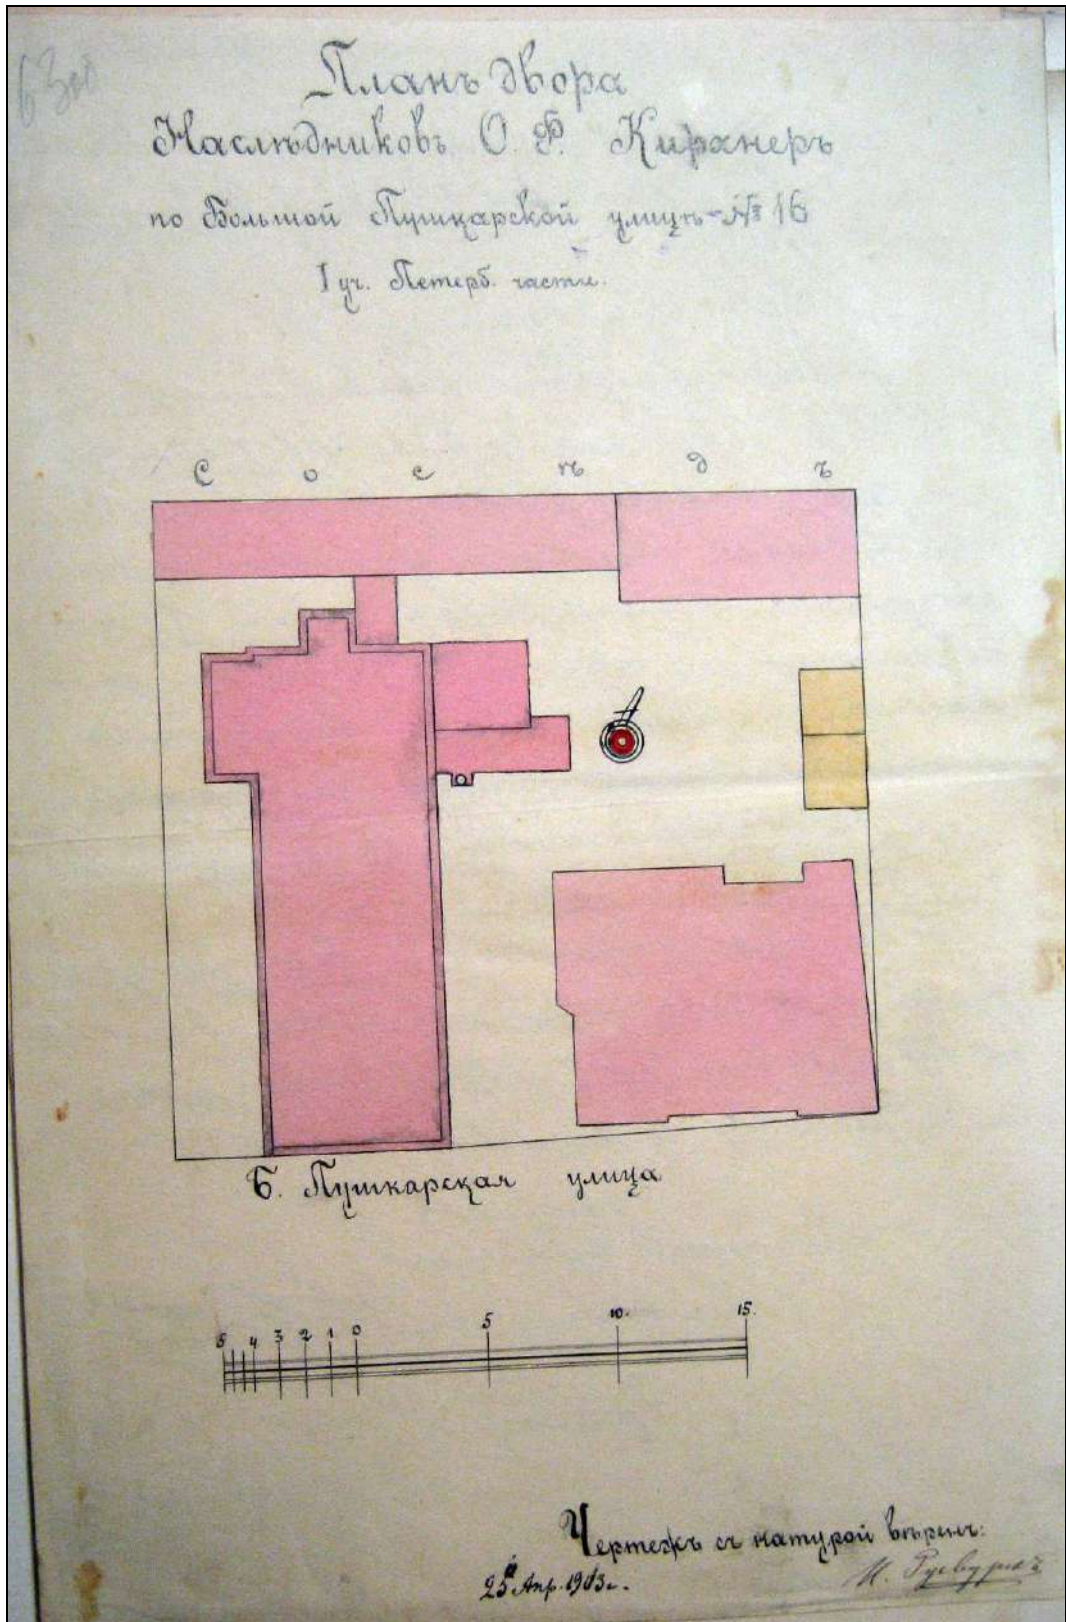 Планъ двора
Наслѣдниковъ О. Ф. Кирхнеръ
по Большой Пушкарской улицѣ - № 16
I уч. Петерб. части.
С о с ѣ д ъ
Б. Пушкарская улица
5 4 3 2 1 0 5 10. 15.
Чертежъ съ натурой вѣренъ:
25 Апр. 1903 г.